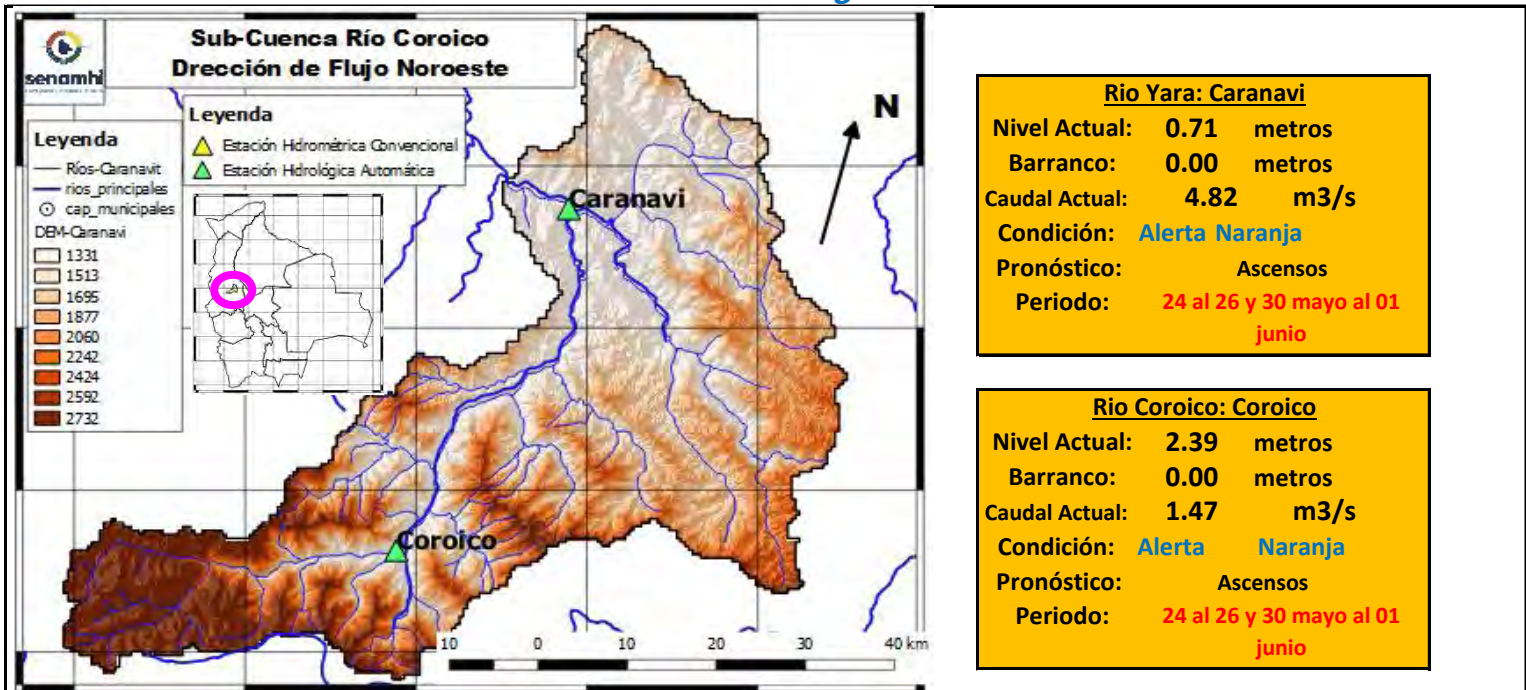 senamhi
Sub-Cuenca Río Coroico
Drección de Flujo Noroeste
Leyenda
Estación Hidrométrica Convencional
Estación Hidrológica Automática
Leyenda
Ríos-Caranavit
rios_principales
cap_municipales
DEM-Caranavi
1331
1513
1695
1877
2060
2242
2424
2592
2732
N
Caranavi
Coroico
10 0 10 20 30 40 km
Rio Yara: Caranavi
Nivel Actual: 0.71 metros
Barranco: 0.00 metros
Caudal Actual: 4.82 m3/s
Condición: Alerta Naranja
Pronóstico: Ascensos
Periodo: 24 al 26 y 30 mayo al 01
junio
Rio Coroico: Coroico
Nivel Actual: 2.39 metros
Barranco: 0.00 metros
Caudal Actual: 1.47 m3/s
Condición: Alerta Naranja
Pronóstico: Ascensos
Periodo: 24 al 26 y 30 mayo al 01
junio